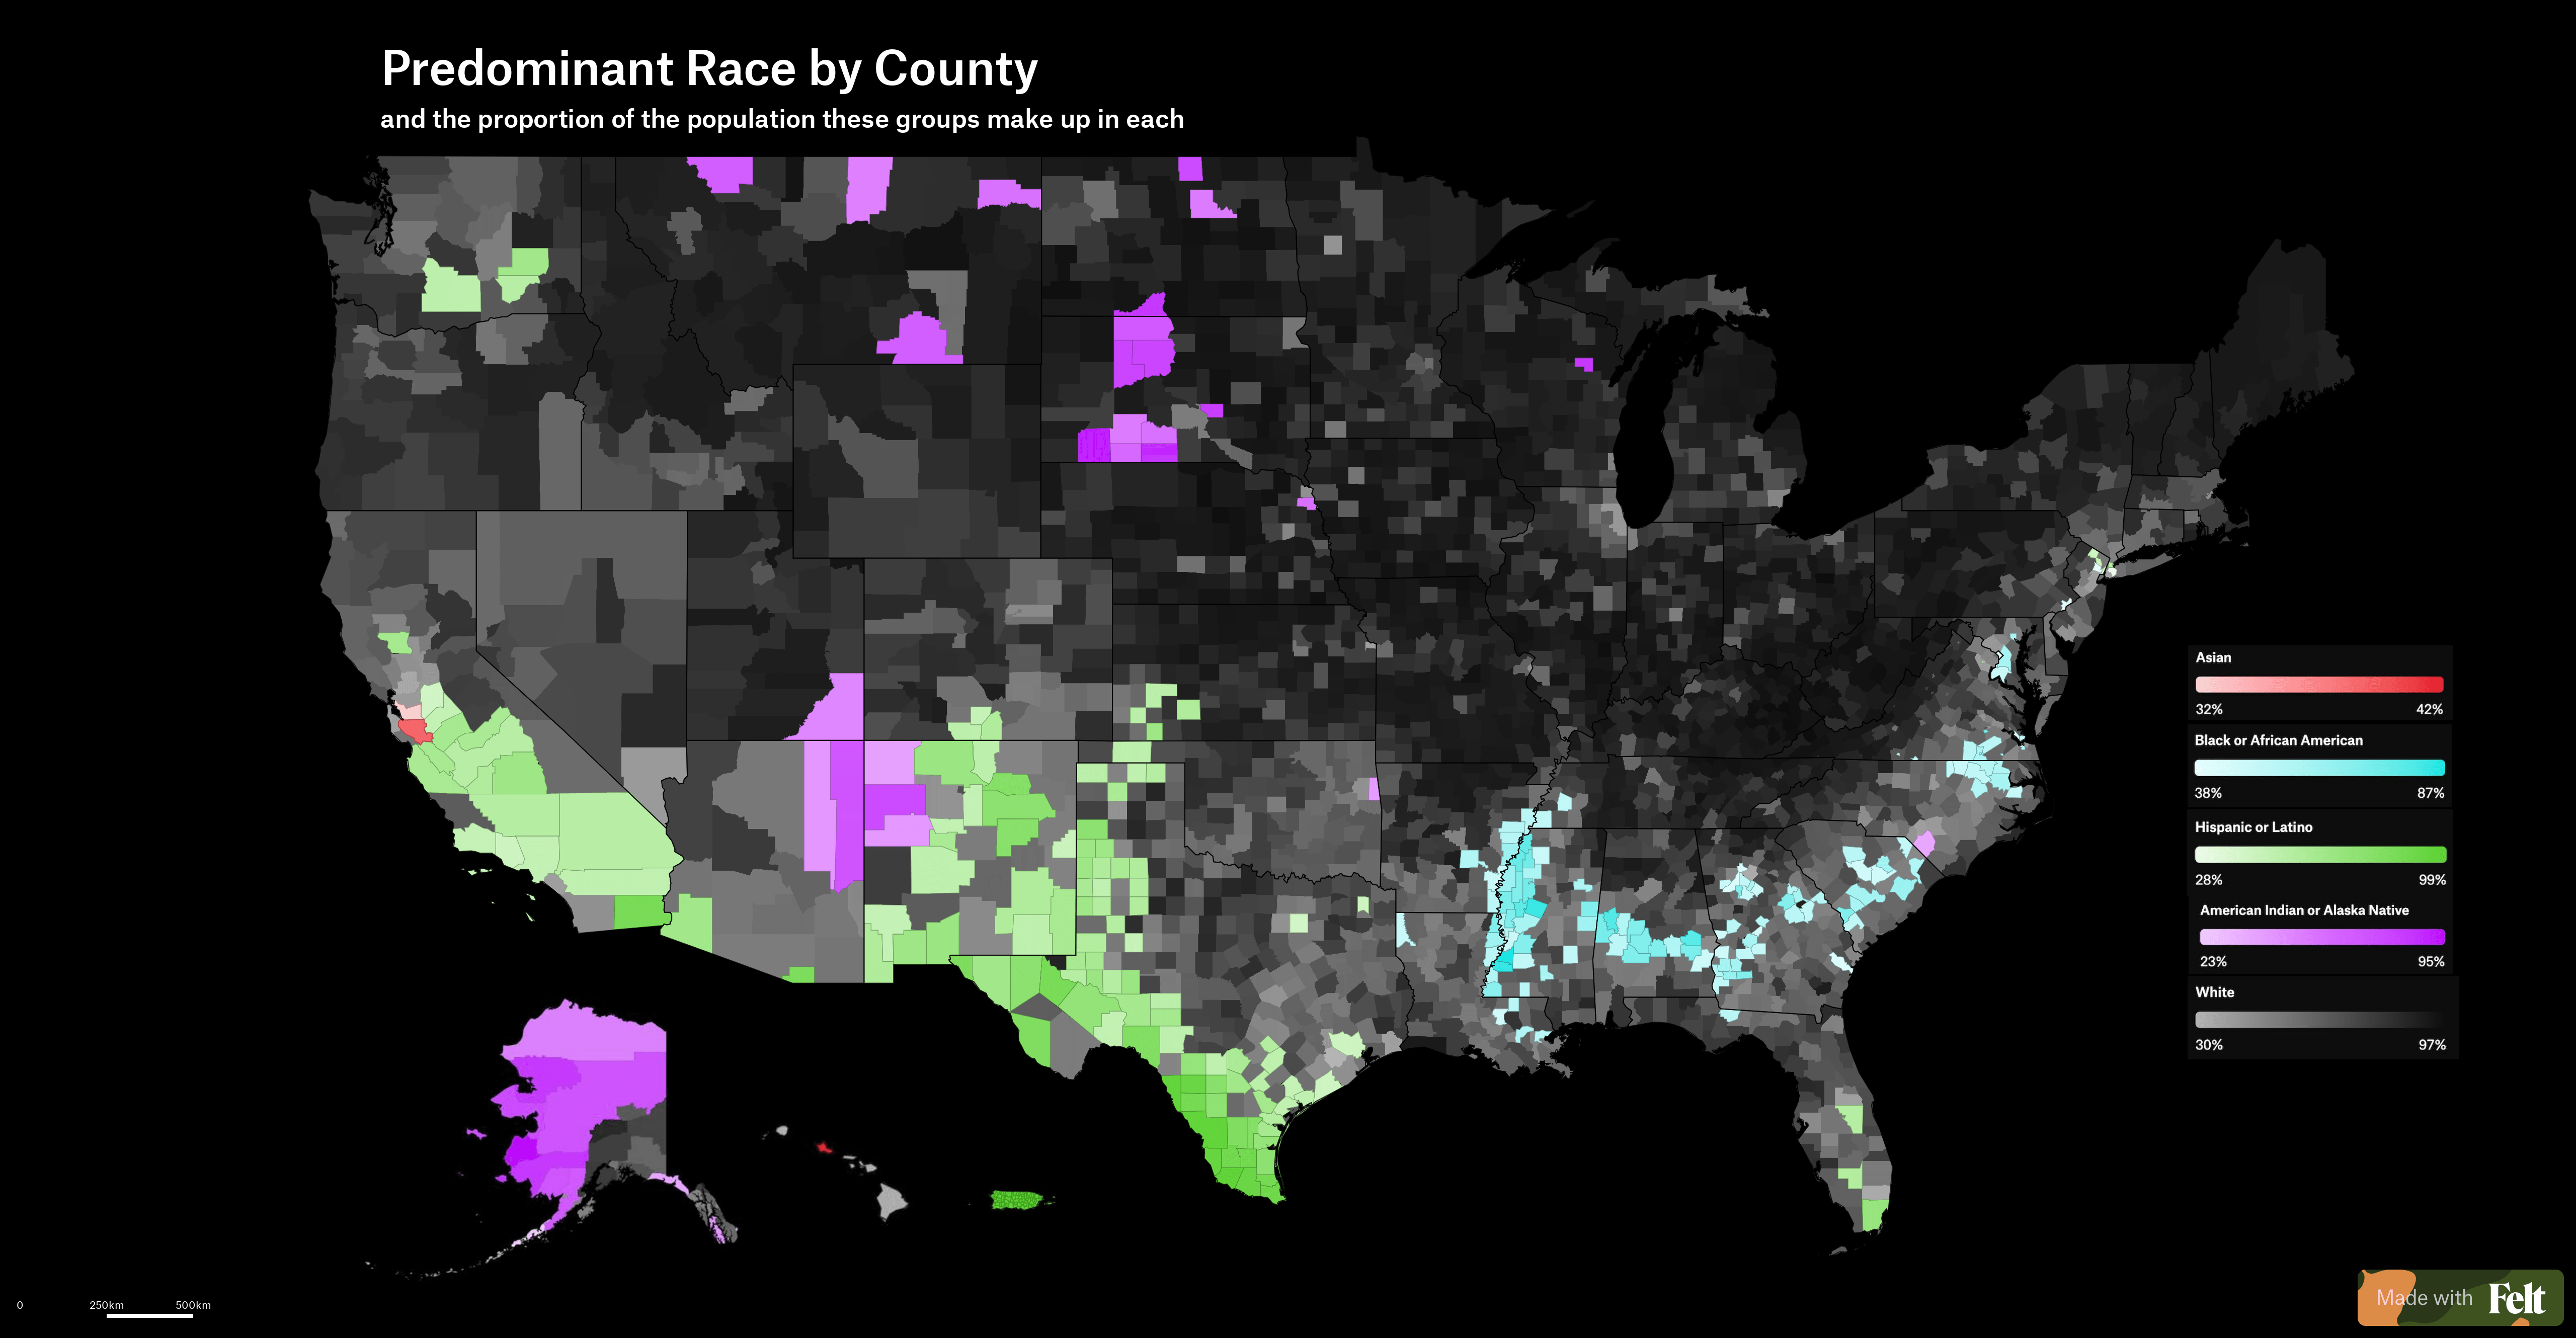 Predominant Race by County
and the proportion of the population these groups make up in each
Asian
32% 42%
Black or African American
38% 87%
Hispanic or Latino
28% 99%
American Indian or Alaska Native
23% 95%
White
30% 97%
0 250km 500km
Made with Felt